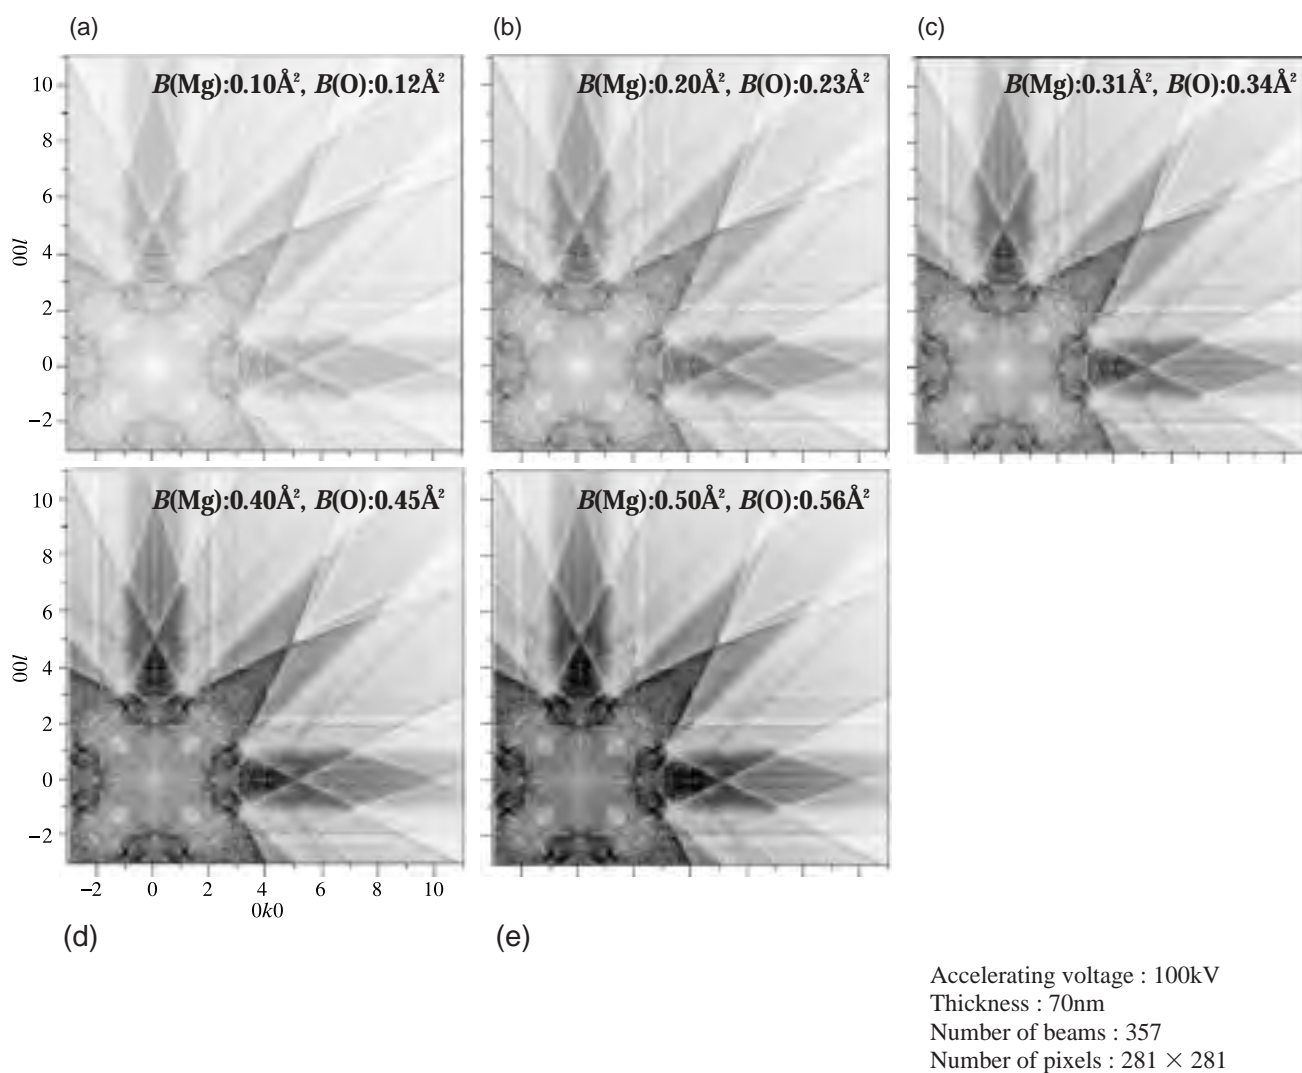 (a)
(b)
(c)
B(Mg):0.10Å², B(O):0.12Å²
B(Mg):0.20Å², B(O):0.23Å²
B(Mg):0.31Å², B(O):0.34Å²
10
8
6
4
2
0
−2
00l
B(Mg):0.40Å², B(O):0.45Å²
B(Mg):0.50Å², B(O):0.56Å²
10
8
6
4
2
0
−2
00l
−2 0 2 4 6 8 10
0k0
(d)
(e)
Accelerating voltage : 100kV
Thickness : 70nm
Number of beams : 357
Number of pixels : 281 × 281